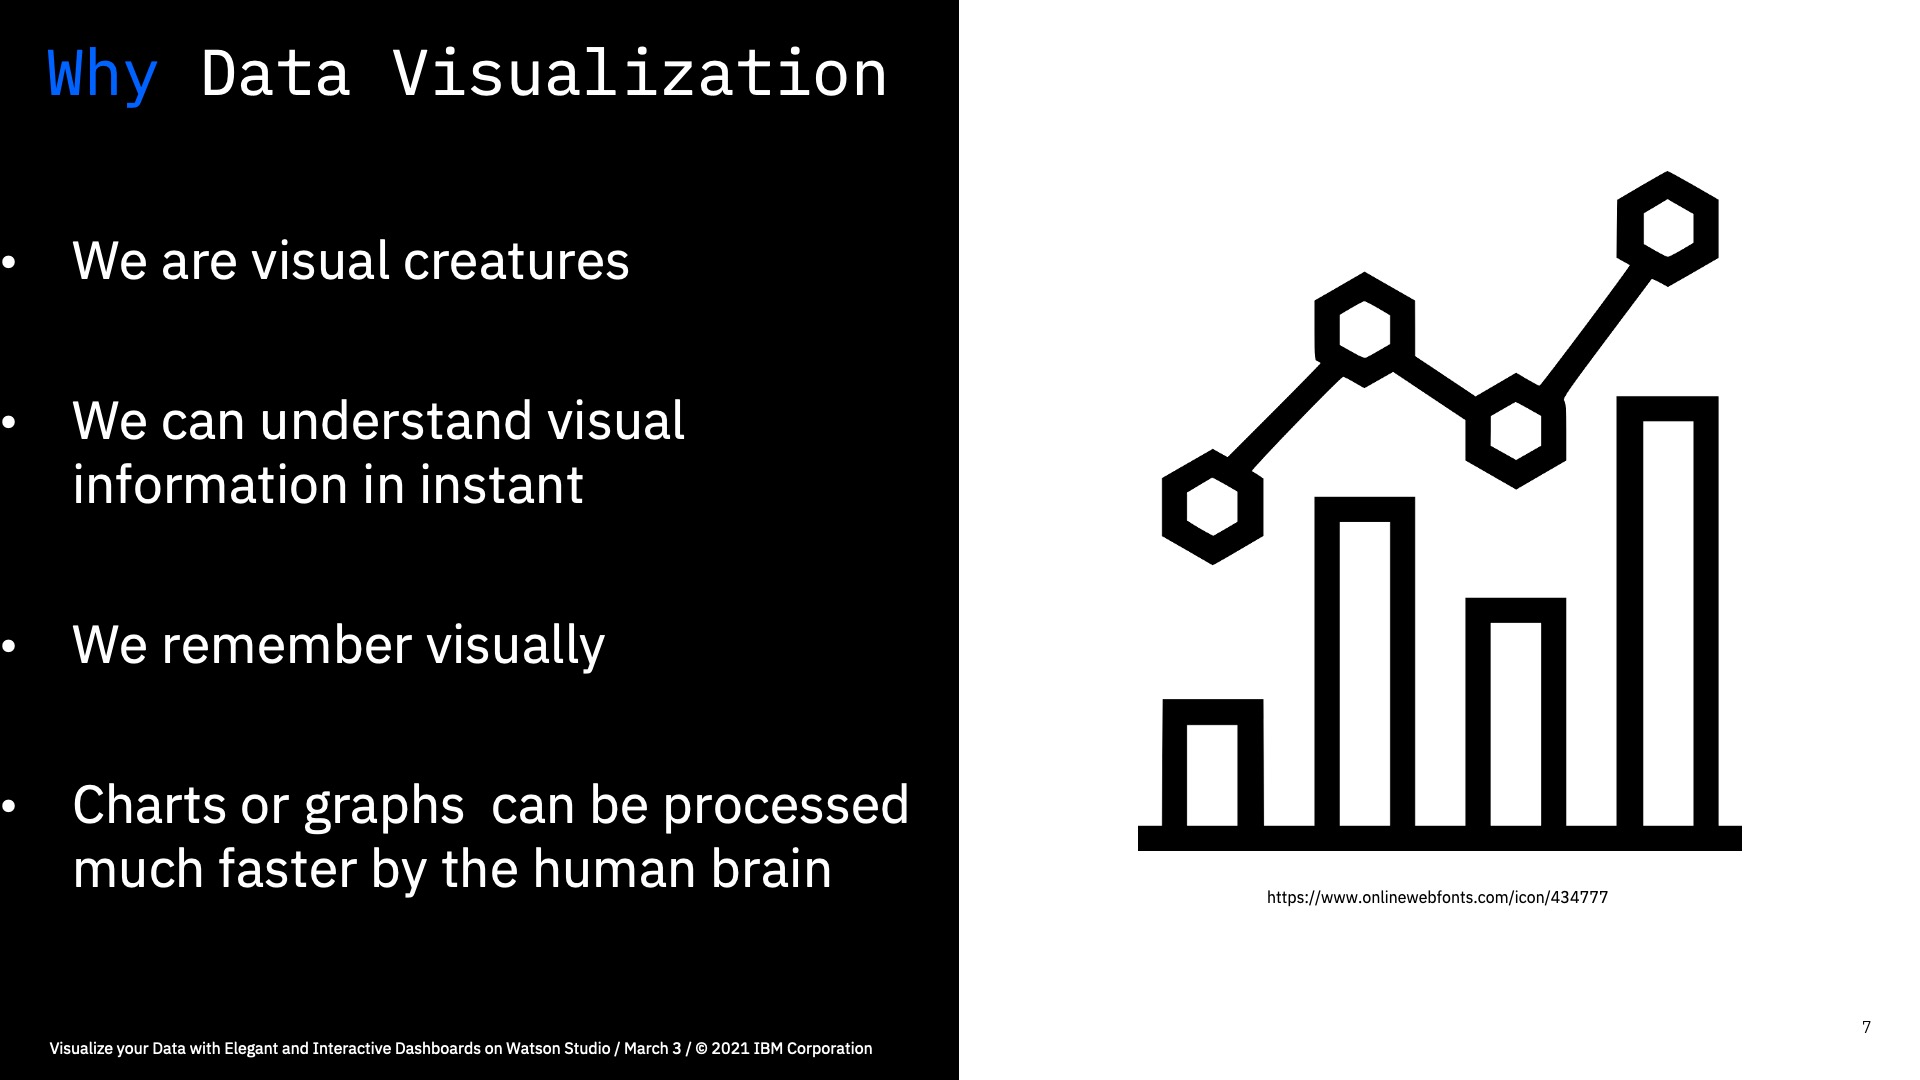 Why Data Visualization
• We are visual creatures
• We can understand visual
information in instant
• We remember visually
• Charts or graphs  can be processed
much faster by the human brain
https://www.onlinewebfonts.com/icon/434777
Visualize your Data with Elegant and Interactive Dashboards on Watson Studio / March 3 / © 2021 IBM Corporation
7